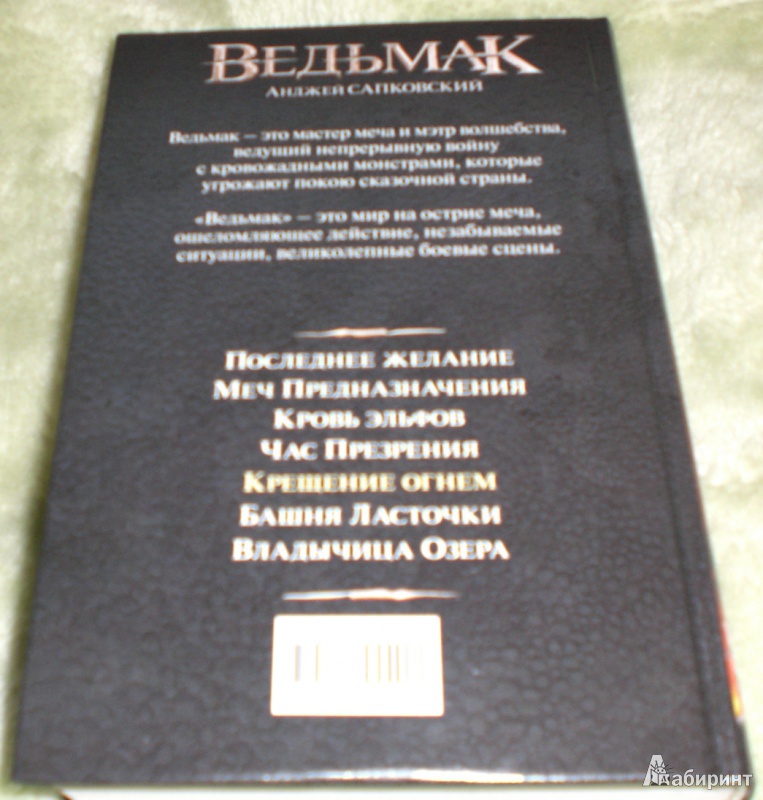 ВЕДЬМАК
АНДЖЕЙ САПКОВСКИЙ
Ведьмак – это мастер меча и мэтр волшебства,
ведущий непрерывную войну
с кровожадными монстрами, которые
угрожают покою сказочной страны.
«Ведьмак» – это мир на острие меча,
ошеломляющее действие, незабываемые
ситуации, великолепные боевые сцены.
ПОСЛЕДНЕЕ ЖЕЛАНИЕ
МЕЧ ПРЕДНАЗНАЧЕНИЯ
КРОВЬ ЭЛЬФОВ
ЧАС ПРЕЗРЕНИЯ
КРЕЩЕНИЕ ОГНЕМ
БАШНЯ ЛАСТОЧКИ
ВЛАДЫЧИЦА ОЗЕРА
Лабиринт